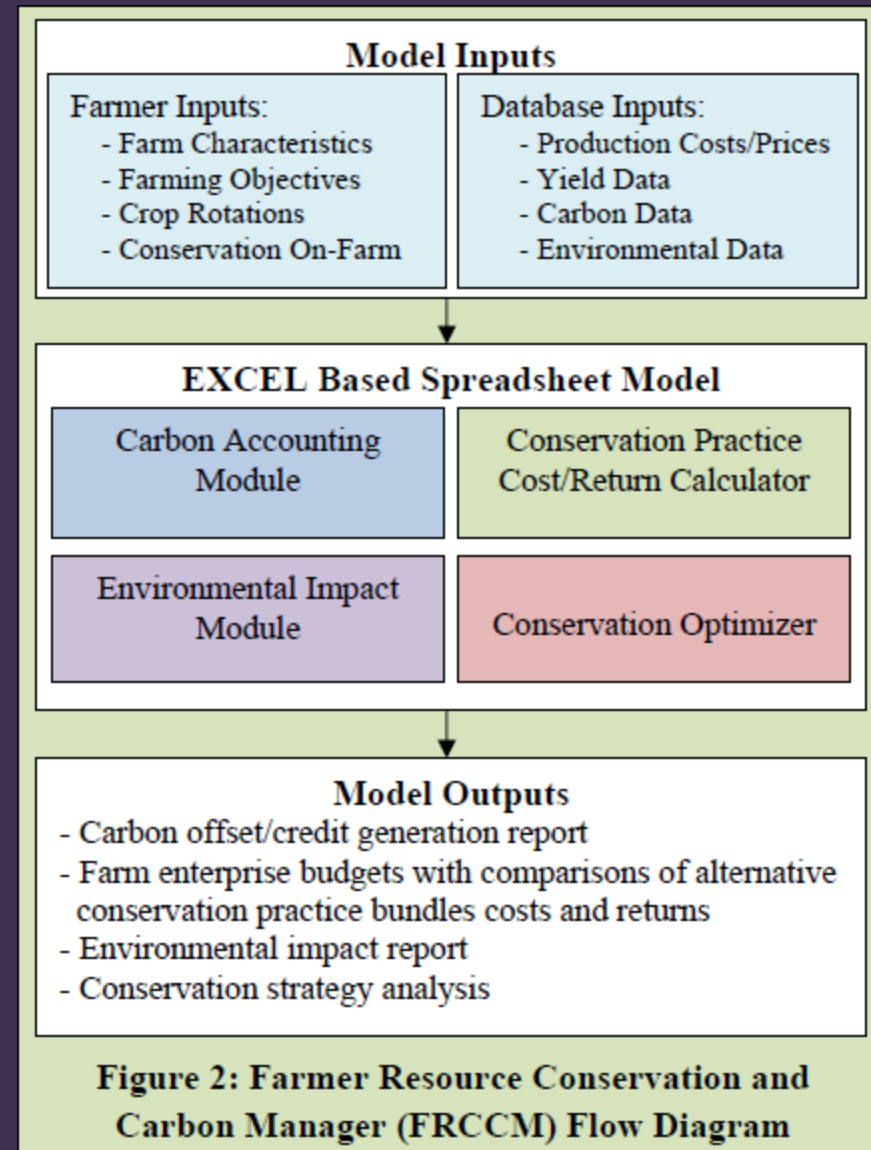 Model Inputs
Farmer Inputs:
- Farm Characteristics
- Farming Objectives
- Crop Rotations
- Conservation On-Farm
Database Inputs:
- Production Costs/Prices
- Yield Data
- Carbon Data
- Environmental Data
EXCEL Based Spreadsheet Model
Carbon Accounting
Module
Conservation Practice
Cost/Return Calculator
Environmental Impact
Module
Conservation Optimizer
Model Outputs
- Carbon offset/credit generation report
- Farm enterprise budgets with comparisons of alternative
conservation practice bundles costs and returns
- Environmental impact report
- Conservation strategy analysis
Figure 2: Farmer Resource Conservation and
Carbon Manager (FRCCM) Flow Diagram